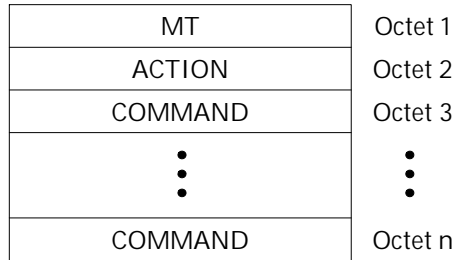 MT Octet 1
ACTION Octet 2
COMMAND Octet 3
COMMAND Octet n